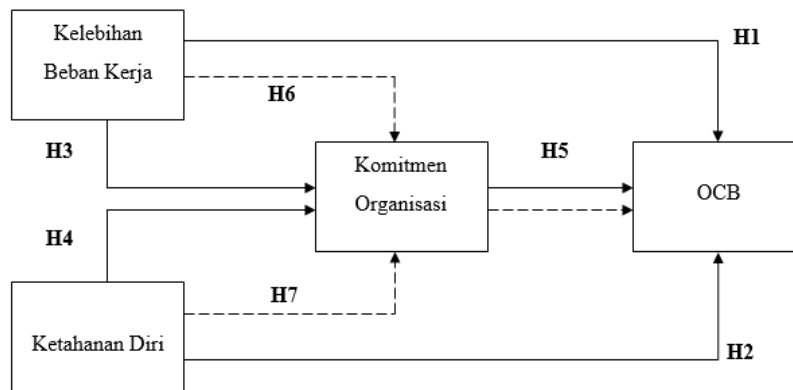 Kelebihan
Beban Kerja
H1
H6
H3
Komitmen
Organisasi
H5
OCB
H4
H7
Ketahanan Diri
H2